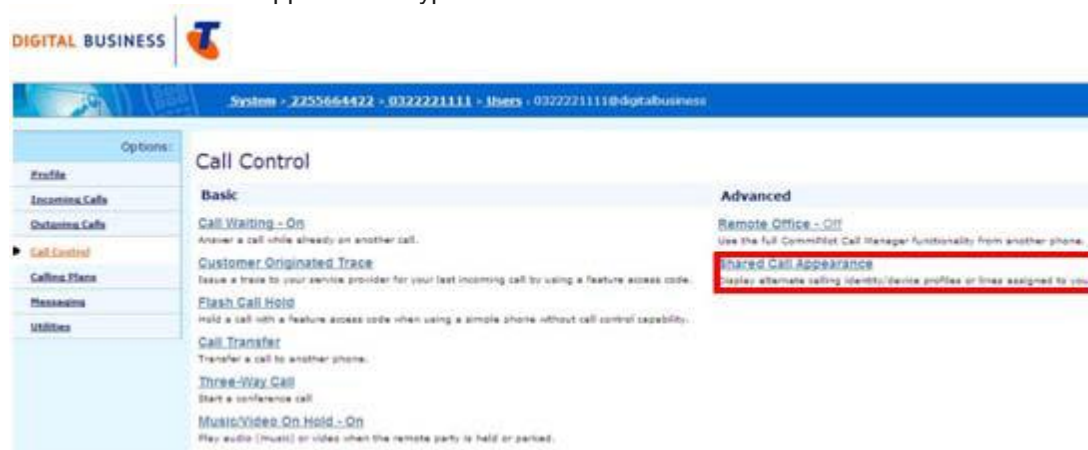 DIGITAL BUSINESS
System > 2255664422 > 0322221111 > Users : 0322221111@digitalbusiness
Options:
Profile
Incoming Calls
Outgoing Calls
Call Control
Calling Plans
Messaging
Utilities
Call Control
Basic
Call Waiting - On
Answer a call while already on another call.
Customer Originated Trace
Issue a trace to your service provider for your last incoming call by using a feature access code.
Flash Call Hold
Hold a call with a feature access code when using a simple phone without call control capability.
Call Transfer
Transfer a call to another phone.
Three-Way Call
Start a conference call
Music/Video On Hold - On
Play audio (music) or video when the remote party is held or parked.
Advanced
Remote Office - Off
Use the full CommPilot Call Manager functionality from another phone.
Shared Call Appearance
Display alternate calling identity/device profiles or lines assigned to you